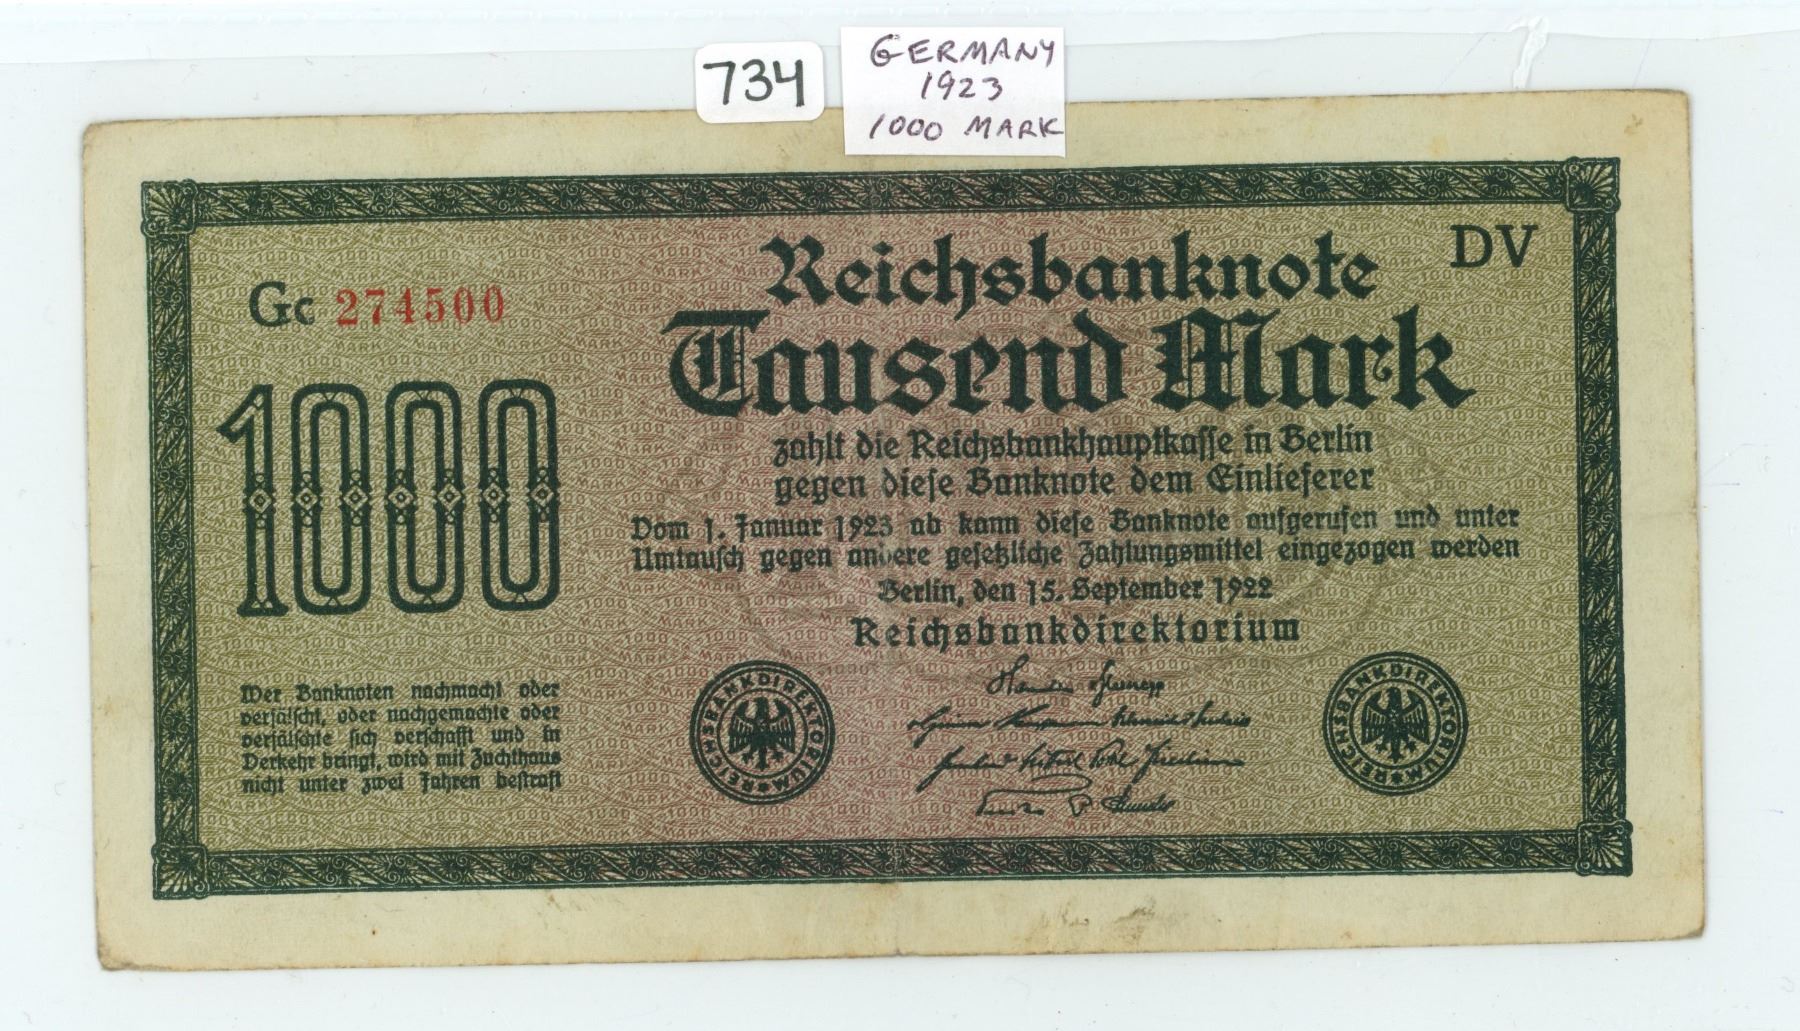 734
GERMANY
1923
1000 MARK
Reichsbanknote
DV
Gc 274500
Tausend Mark
1000
zahlt die Reichsbankhauptkasse in Berlin
gegen diese Banknote dem Einlieferer
Vom 1. Januar 1923 ab kann diese Banknote aufgerufen und unter
Umtausch gegen andere gesetzliche Zahlungsmittel eingezogen werden
Berlin, den 15. September 1922
Reichsbankdirektorium
Wer Banknoten nachmacht oder
verfälscht, oder nachgemachte oder
verfälschte sich verschafft und in
Verkehr bringt, wird mit Zuchthaus
nicht unter zwei Jahren bestraft
REICHSBANKDIREKTORIUM
REICHSBANKDIREKTORIUM